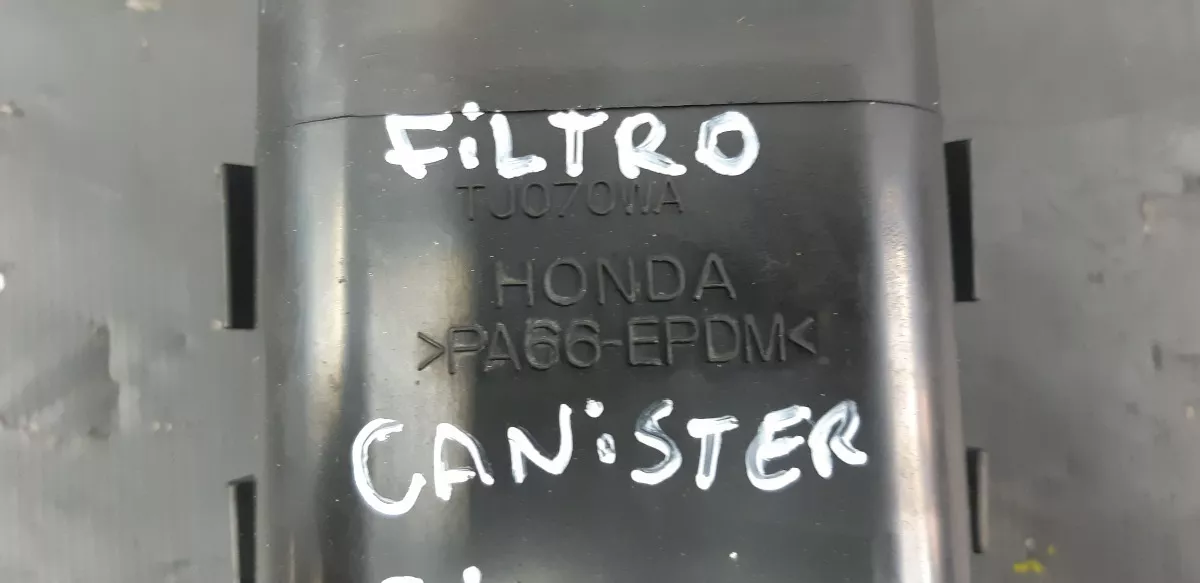 FiLTRO
TJ070WA
HONDA
>PA66-EPDM<
CANiSTER